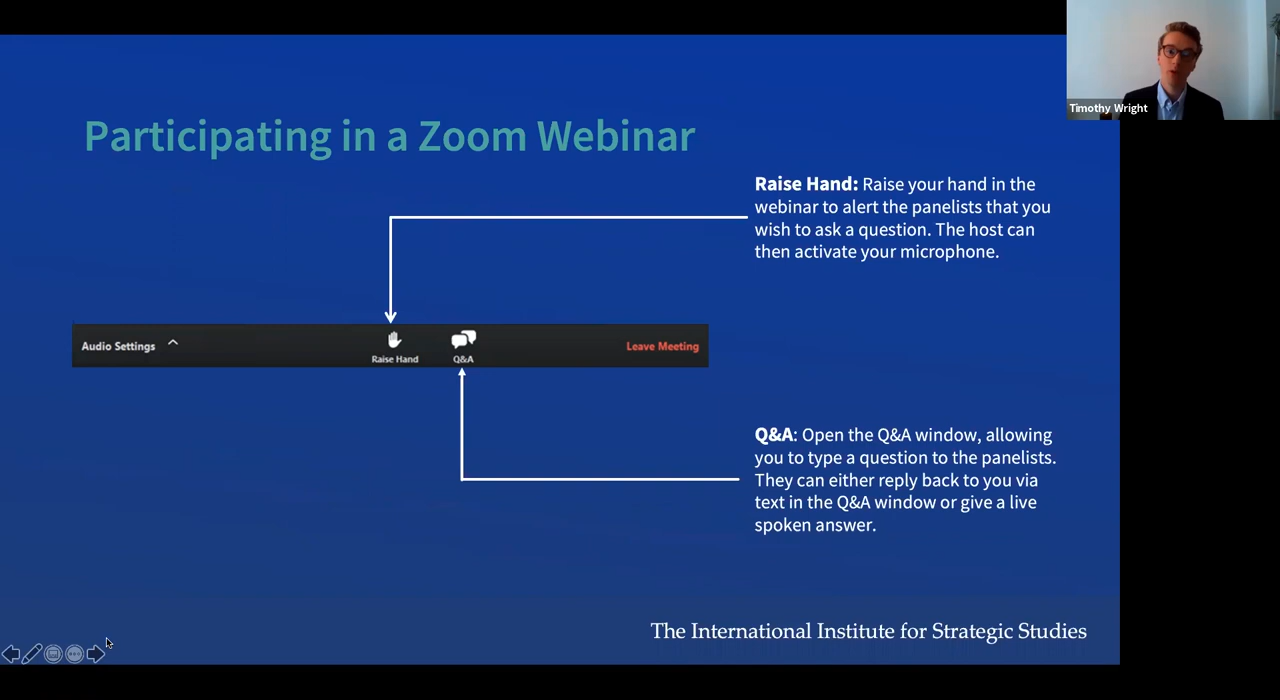 Timothy Wright
Participating in a Zoom Webinar
Raise Hand: Raise your hand in the
webinar to alert the panelists that you
wish to ask a question. The host can
then activate your microphone.
Audio Settings
Raise Hand
Q&A
Leave Meeting
Q&A: Open the Q&A window, allowing
you to type a question to the panelists.
They can either reply back to you via
text in the Q&A window or give a live
spoken answer.
The International Institute for Strategic Studies